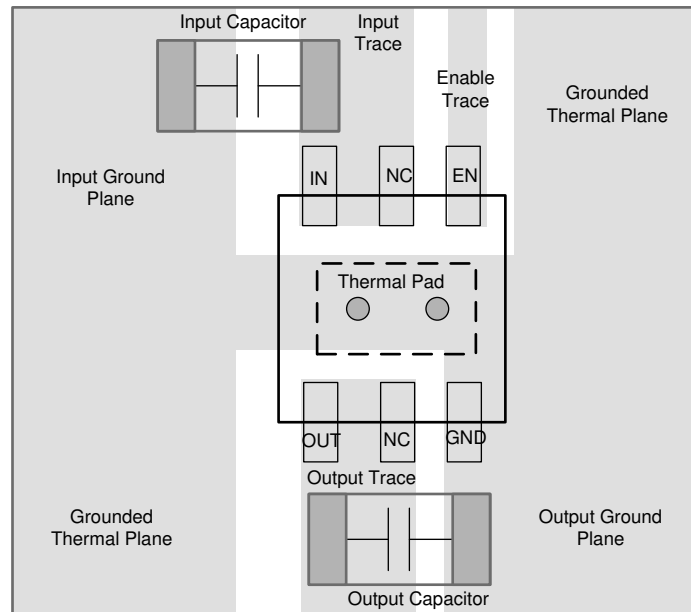 Input Capacitor
Input
Trace
Enable
Trace
Grounded
Thermal Plane
Input Ground
Plane
IN
NC
EN
Thermal Pad
OUT
NC
GND
Output Trace
Grounded
Thermal Plane
Output Ground
Plane
Output Capacitor